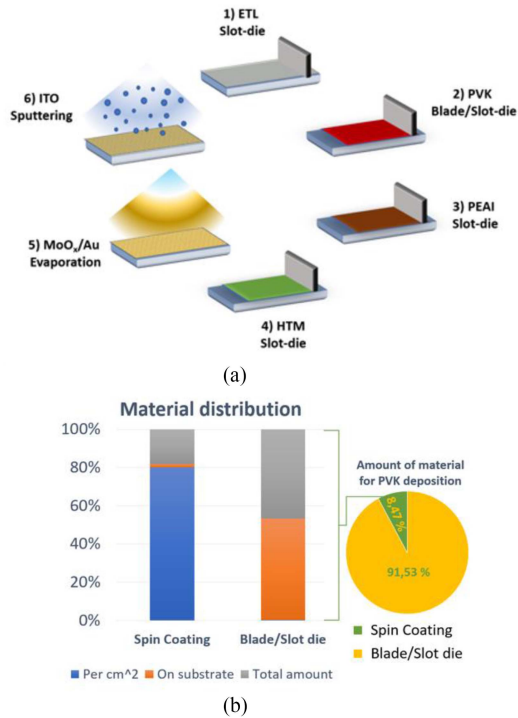 1) ETL
Slot-die
2) PVK
Blade/Slot-die
3) PEAI
Slot-die
4) HTM
Slot-die
5) MoOx/Au
Evaporation
6) ITO
Sputtering
(a)
Material distribution
100%
80%
60%
40%
20%
0%
Spin Coating
Blade/Slot die
Per cm^2
On substrate
Total amount
Amount of material
for PVK deposition
8,47 %
91,53 %
Spin Coating
Blade/Slot die
(b)